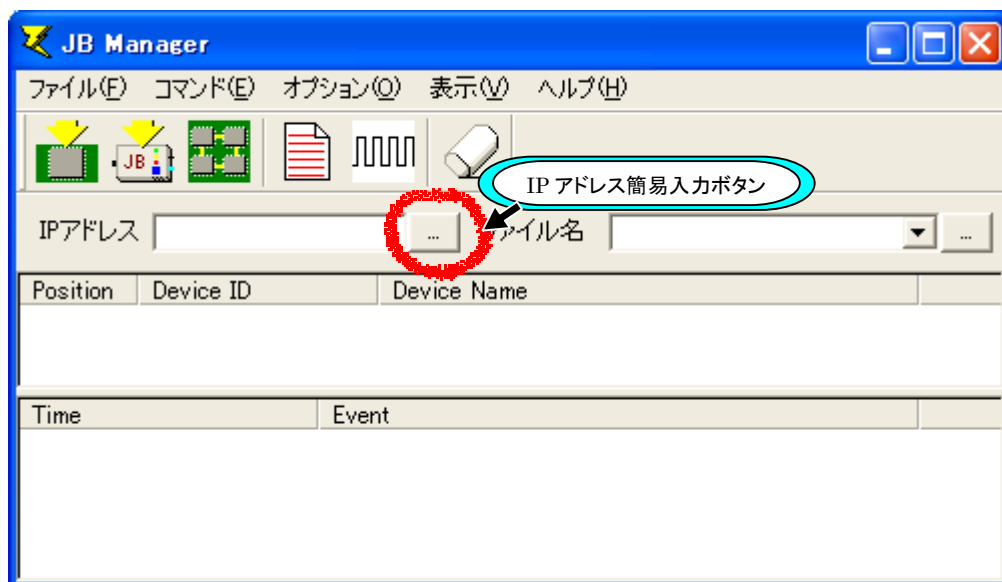 JB Manager
ファイル(F) コマンド(E) オプション(O) 表示(V) ヘルプ(H)
JB
IP アドレス簡易入力ボタン
IPアドレス ... ァイル名 ...
Position Device ID Device Name
Time Event